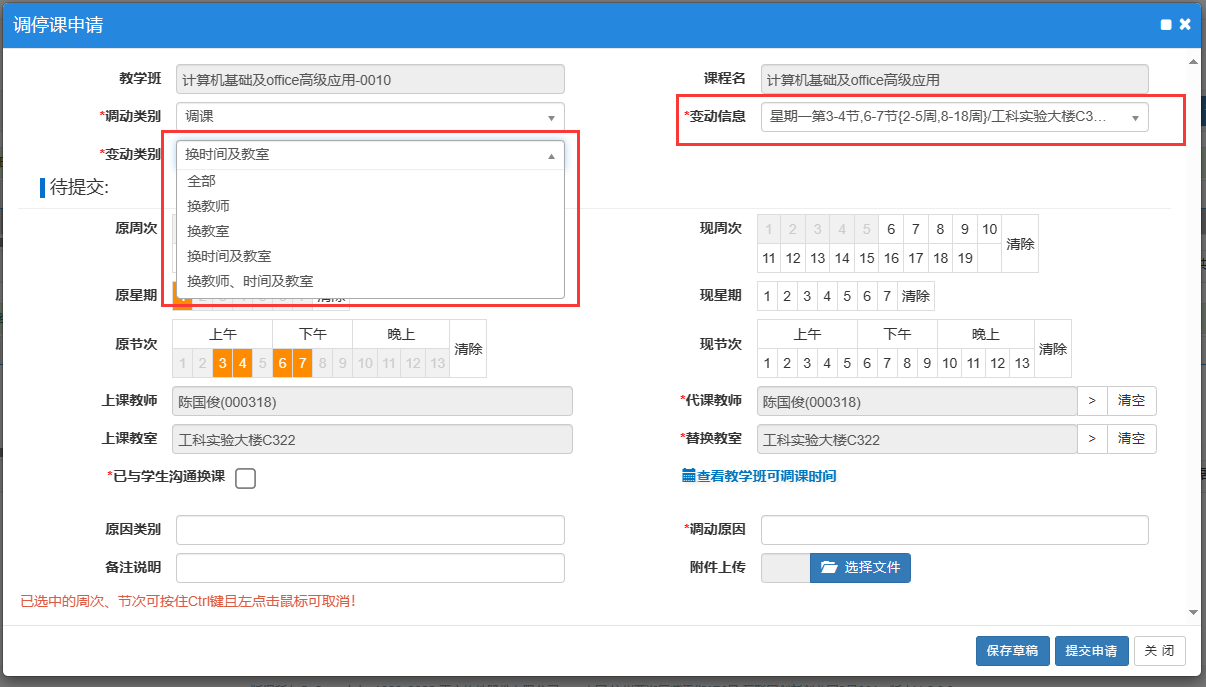 调停课申请
教学班 计算机基础及office高级应用-0010 课程名 计算机基础及office高级应用
*调动类别 调课 *变动信息 星期一第3-4节,6-7节{2-5周,8-18周}/工科实验大楼C3...
*变动类别 换时间及教室
全部
待提交:
换教师
换教室
换时间及教室
换教师、时间及教室
原周次 现周次 1 2 3 4 5 6 7 8 9 10 清除
11 12 13 14 15 16 17 18 19
原星期 现星期 1 2 3 4 5 6 7 清除
原节次 上午 下午 晚上 清除 现节次 上午 下午 晚上 清除
1 2 3 4 5 6 7 8 9 10 11 12 13 1 2 3 4 5 6 7 8 9 10 11 12 13
上课教师 陈国俊(000318) *代课教师 陈国俊(000318) > 清空
上课教室 工科实验大楼C322 *替换教室 工科实验大楼C322 > 清空
*已与学生沟通换课 查看教学班可调课时间
原因类别 *调动原因
备注说明 附件上传 选择文件
已选中的周次、节次可按住Ctrl键且左点击鼠标可取消!
保存草稿 提交申请 关 闭